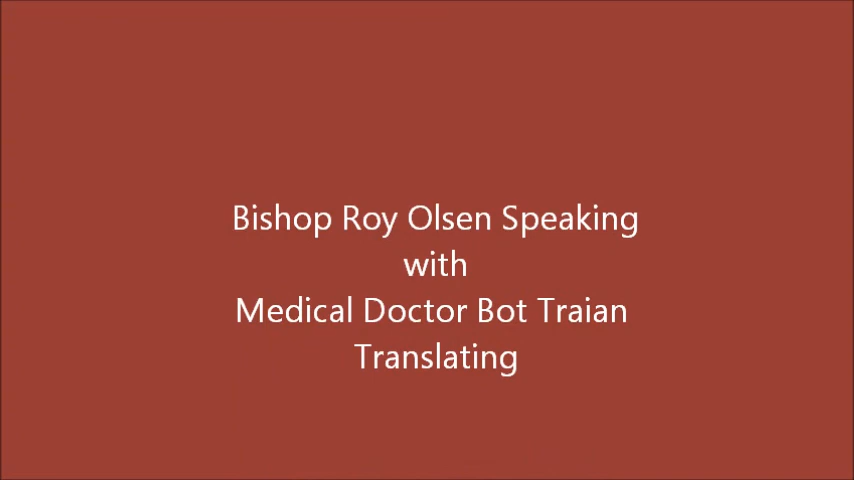 Bishop Roy Olsen Speaking
with
Medical Doctor Bot Traian
Translating